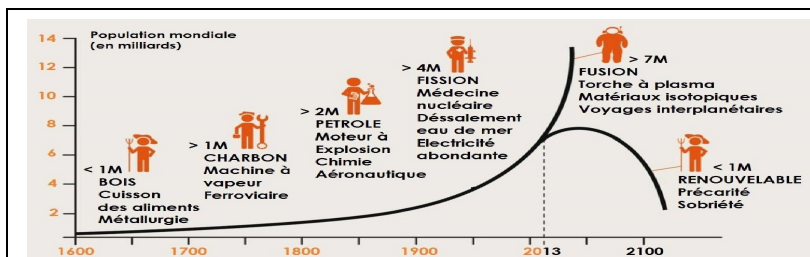 Population mondiale
(en milliards)
14
12
10
8
6
4
2
< 1M
BOIS
Cuisson
des aliments
Métallurgie
> 1M
CHARBON
Machine à
vapeur
Ferroviaire
> 2M
PETROLE
Moteur à
Explosion
Chimie
Aéronautique
> 4M
FISSION
Médecine
nucléaire
Déssalement
eau de mer
Electricité
abondante
> 7M
FUSION
Torche à plasma
Matériaux isotopiques
Voyages interplanétaires
< 1M
RENOUVELABLE
Précarité
Sobriété
1600 1700 1800 1900 2013 2100